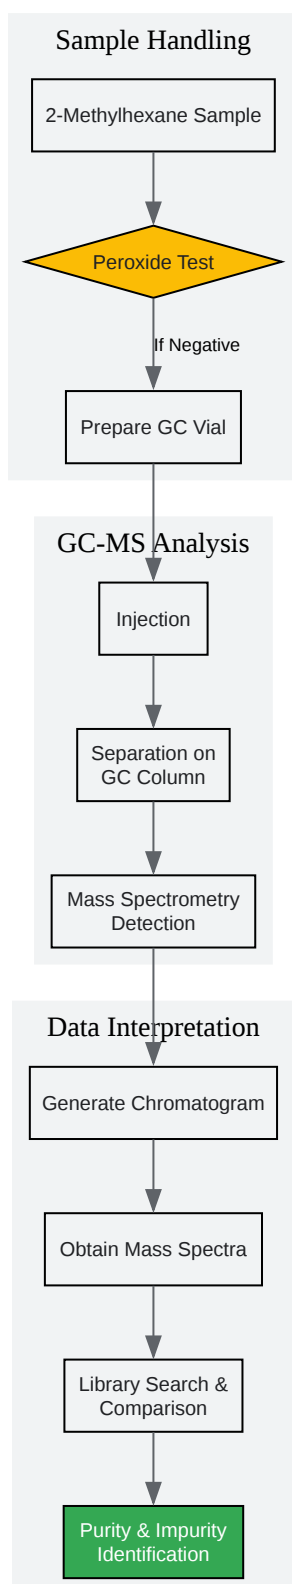 Sample Handling
2-Methylhexane Sample
Peroxide Test
If Negative
Prepare GC Vial
GC-MS Analysis
Injection
Separation on
GC Column
Mass Spectrometry
Detection
Data Interpretation
Generate Chromatogram
Obtain Mass Spectra
Library Search &
Comparison
Purity & Impurity
Identification